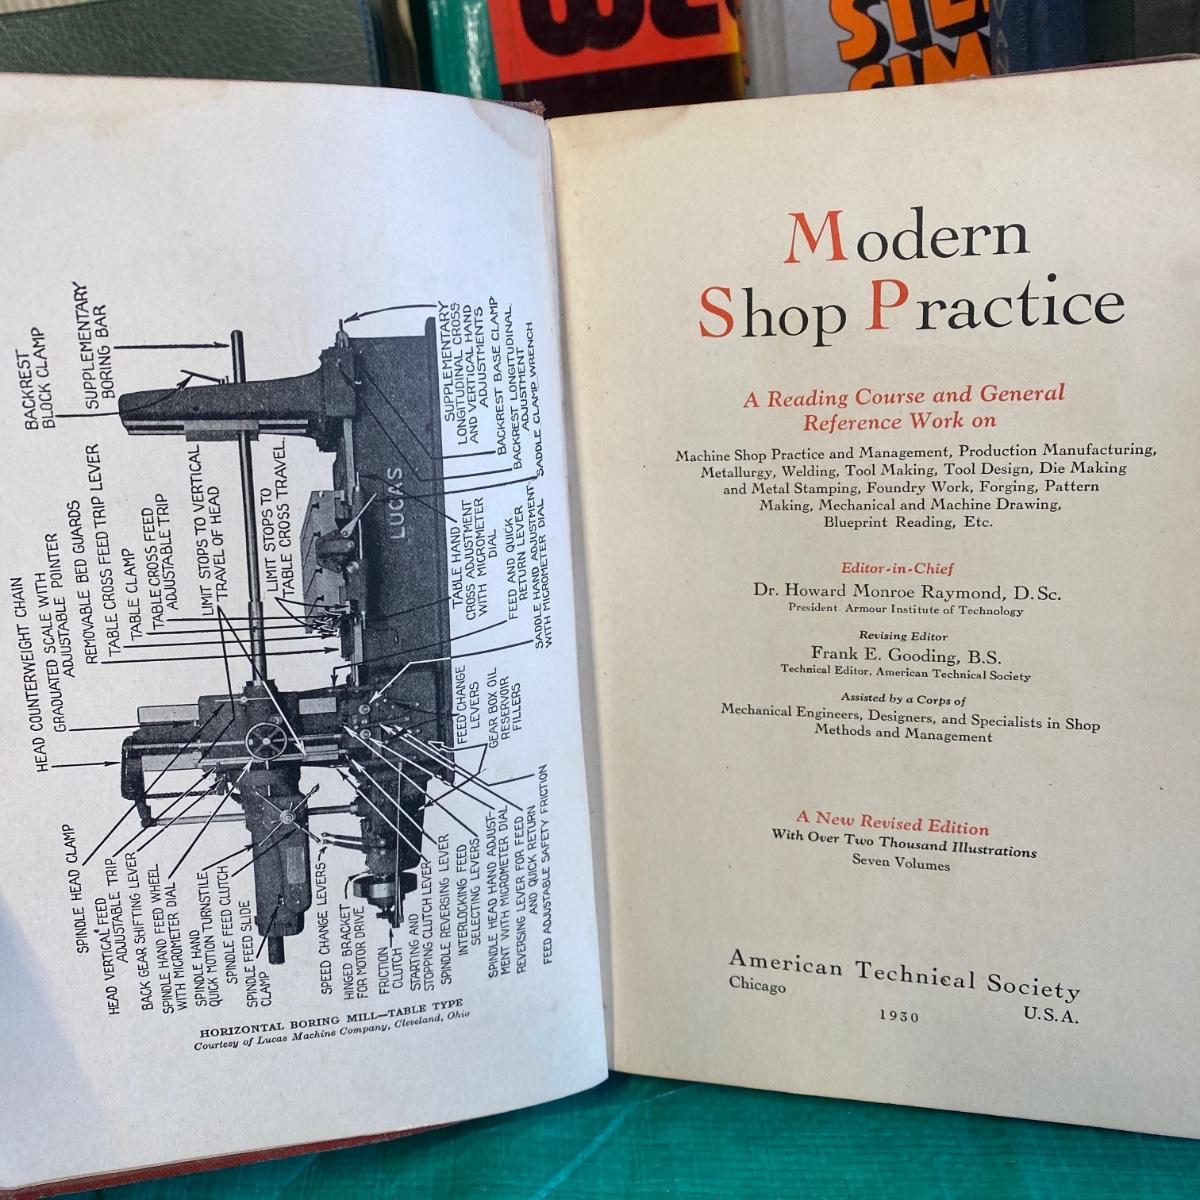 WE
STEE
SIM
VAN
BACKREST
BLOCK CLAMP
SUPPLEMENTARY
BORING BAR
HEAD COUNTERWEIGHT CHAIN
GRADUATED SCALE WITH
ADJUSTABLE POINTER
REMOVABLE BED GUARDS
TABLE CROSS FEED TRIP LEVER
TABLE CLAMP
TABLE CROSS FEED
ADJUSTABLE TRIP
LIMIT STOPS TO VERTICAL
TRAVEL OF HEAD
LIMIT STOPS TO
TABLE CROSS TRAVEL
LUCAS
SUPPLEMENTARY
LONGITUDINAL CROSS
AND VERTICAL HAND
ADJUSTMENTS
BACKREST BASE CLAMP
BACKREST LONGITUDINAL
ADJUSTMENT
SADDLE CLAMP WRENCH
TABLE HAND
CROSS ADJUSTMENT
WITH MICROMETER
DIAL
FEED AND QUICK
RETURN LEVER
SADDLE HAND ADJUSTMENT
WITH MICROMETER DIAL
FEED CHANGE
LEVERS
GEAR BOX OIL
RESERVOIR
FILLERS
SPINDLE HEAD CLAMP
HEAD VERTICAL FEED
ADJUSTABLE TRIP
BACK GEAR SHIFTING LEVER
SPINDLE HAND FEED WHEEL
WITH MICROMETER DIAL
SPINDLE HAND
QUICK MOTION TURNSTILE
SPINDLE FEED CLUTCH
SPINDLE FEED SLIDE
CLAMP
SPEED CHANGE LEVERS
HINGED BRACKET
FOR MOTOR DRIVE
FRICTION
CLUTCH
STARTING AND
STOPPING CLUTCH LEVER
SPINDLE REVERSING LEVER
INTERLOCKING FEED
SELECTING LEVERS
SPINDLE HEAD HAND ADJUST-
MENT WITH MICROMETER DIAL
REVERSING LEVER FOR FEED
AND QUICK RETURN
FEED ADJUSTABLE SAFETY FRICTION
HORIZONTAL BORING MILL—TABLE TYPE
Courtesy of Lucas Machine Company, Cleveland, Ohio
Modern
Shop Practice
A Reading Course and General
Reference Work on
Machine Shop Practice and Management, Production Manufacturing,
Metallurgy, Welding, Tool Making, Tool Design, Die Making
and Metal Stamping, Foundry Work, Forging, Pattern
Making, Mechanical and Machine Drawing,
Blueprint Reading, Etc.
Editor-in-Chief
Dr. Howard Monroe Raymond, D.Sc.
President Armour Institute of Technology
Revising Editor
Frank E. Gooding, B.S.
Technical Editor, American Technical Society
Assisted by a Corps of
Mechanical Engineers, Designers, and Specialists in Shop
Methods and Management
A New Revised Edition
With Over Two Thousand Illustrations
Seven Volumes
American Technical Society
Chicago
U.S.A.
1930